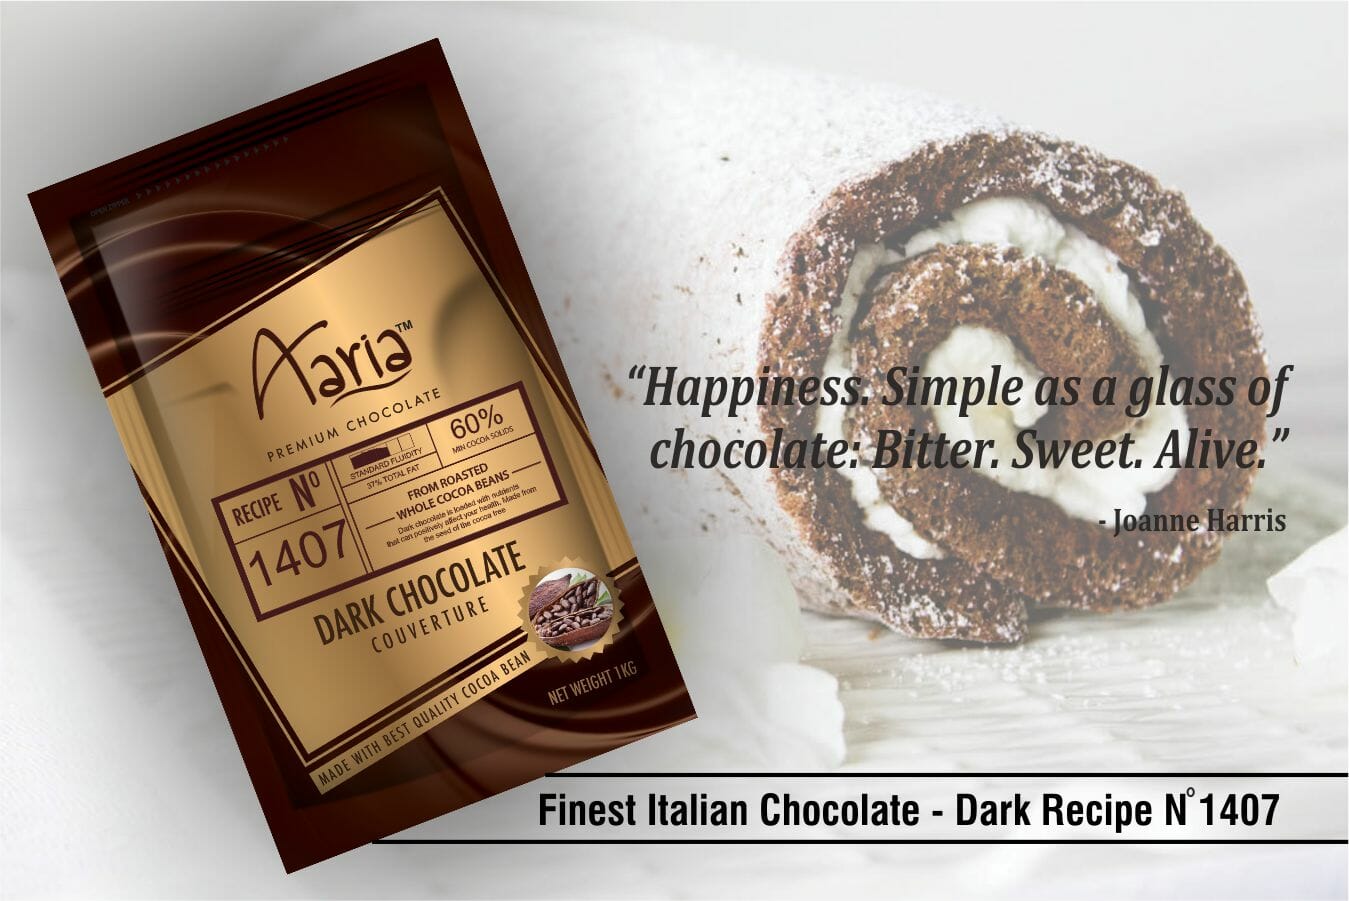 OPEN ZIPPER
Aaria™
PREMIUM CHOCOLATE
RECIPE Nº
1407
STANDARD FLUIDITY
37% TOTAL FAT
60%
MIN COCOA SOLIDS
FROM ROASTED
WHOLE COCOA BEANS
Dark chocolate is loaded with nutrients
that can positively affect your health. Made from
the seed of the cocoa tree
DARK CHOCOLATE
COUVERTURE
MADE WITH BEST QUALITY COCOA BEAN
NET WEIGHT 1KG
“Happiness. Simple as a glass of
chocolate: Bitter. Sweet. Alive.”
- Joanne Harris
Finest Italian Chocolate - Dark Recipe N°1407